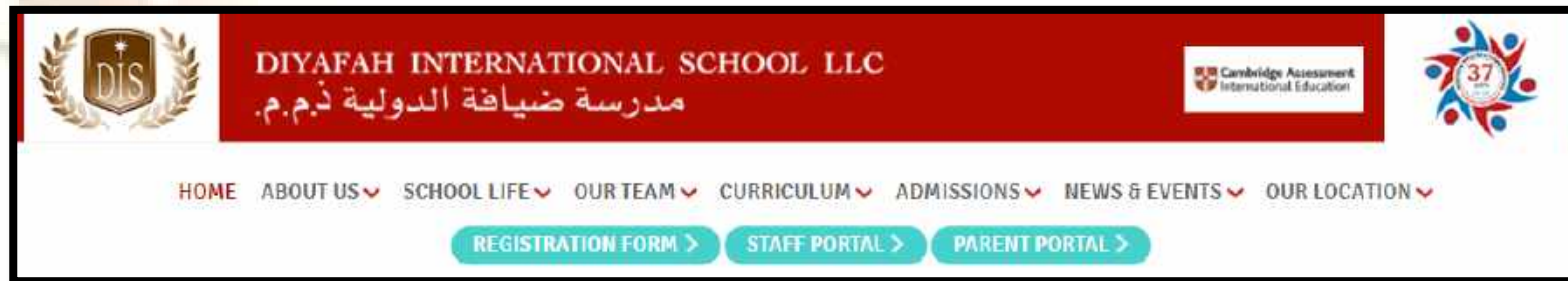 DIS
DIYAFAH INTERNATIONAL SCHOOL LLC
مدرسة ضيافة الدولية ذ.م.م.
Cambridge Assessment
International Education
37
HOME ABOUT US SCHOOL LIFE OUR TEAM CURRICULUM ADMISSIONS NEWS & EVENTS OUR LOCATION
REGISTRATION FORM > STAFF PORTAL > PARENT PORTAL >